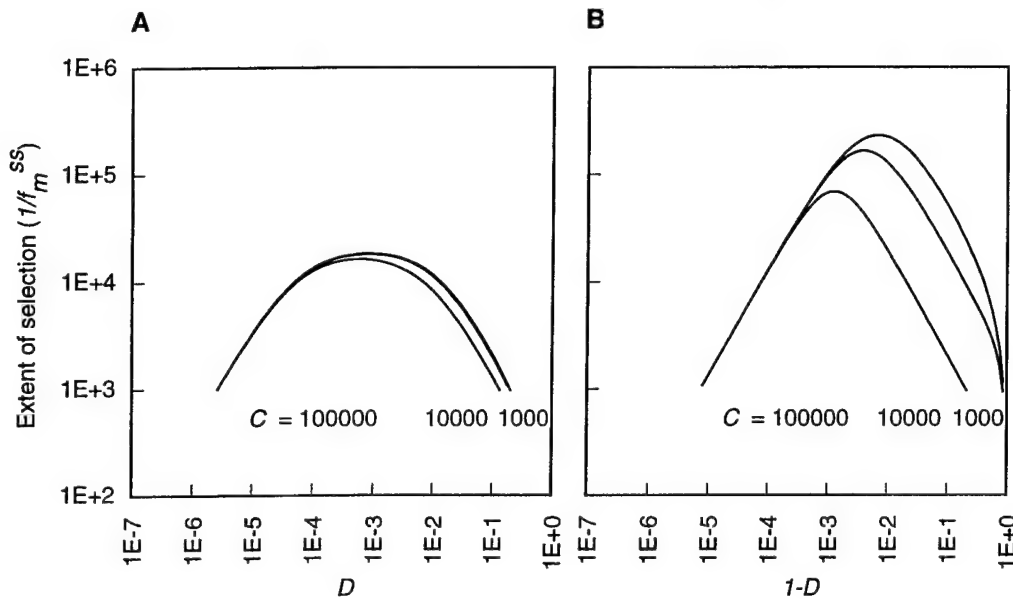 A
B
Extent of selection (1/f_m^ss)
1E+6
1E+5
1E+4
1E+3
1E+2
C = 100000 10000 1000
C = 100000 10000 1000
1E-7 1E-6 1E-5 1E-4 1E-3 1E-2 1E-1 1E+0
1E-7 1E-6 1E-5 1E-4 1E-3 1E-2 1E-1 1E+0
D
1-D